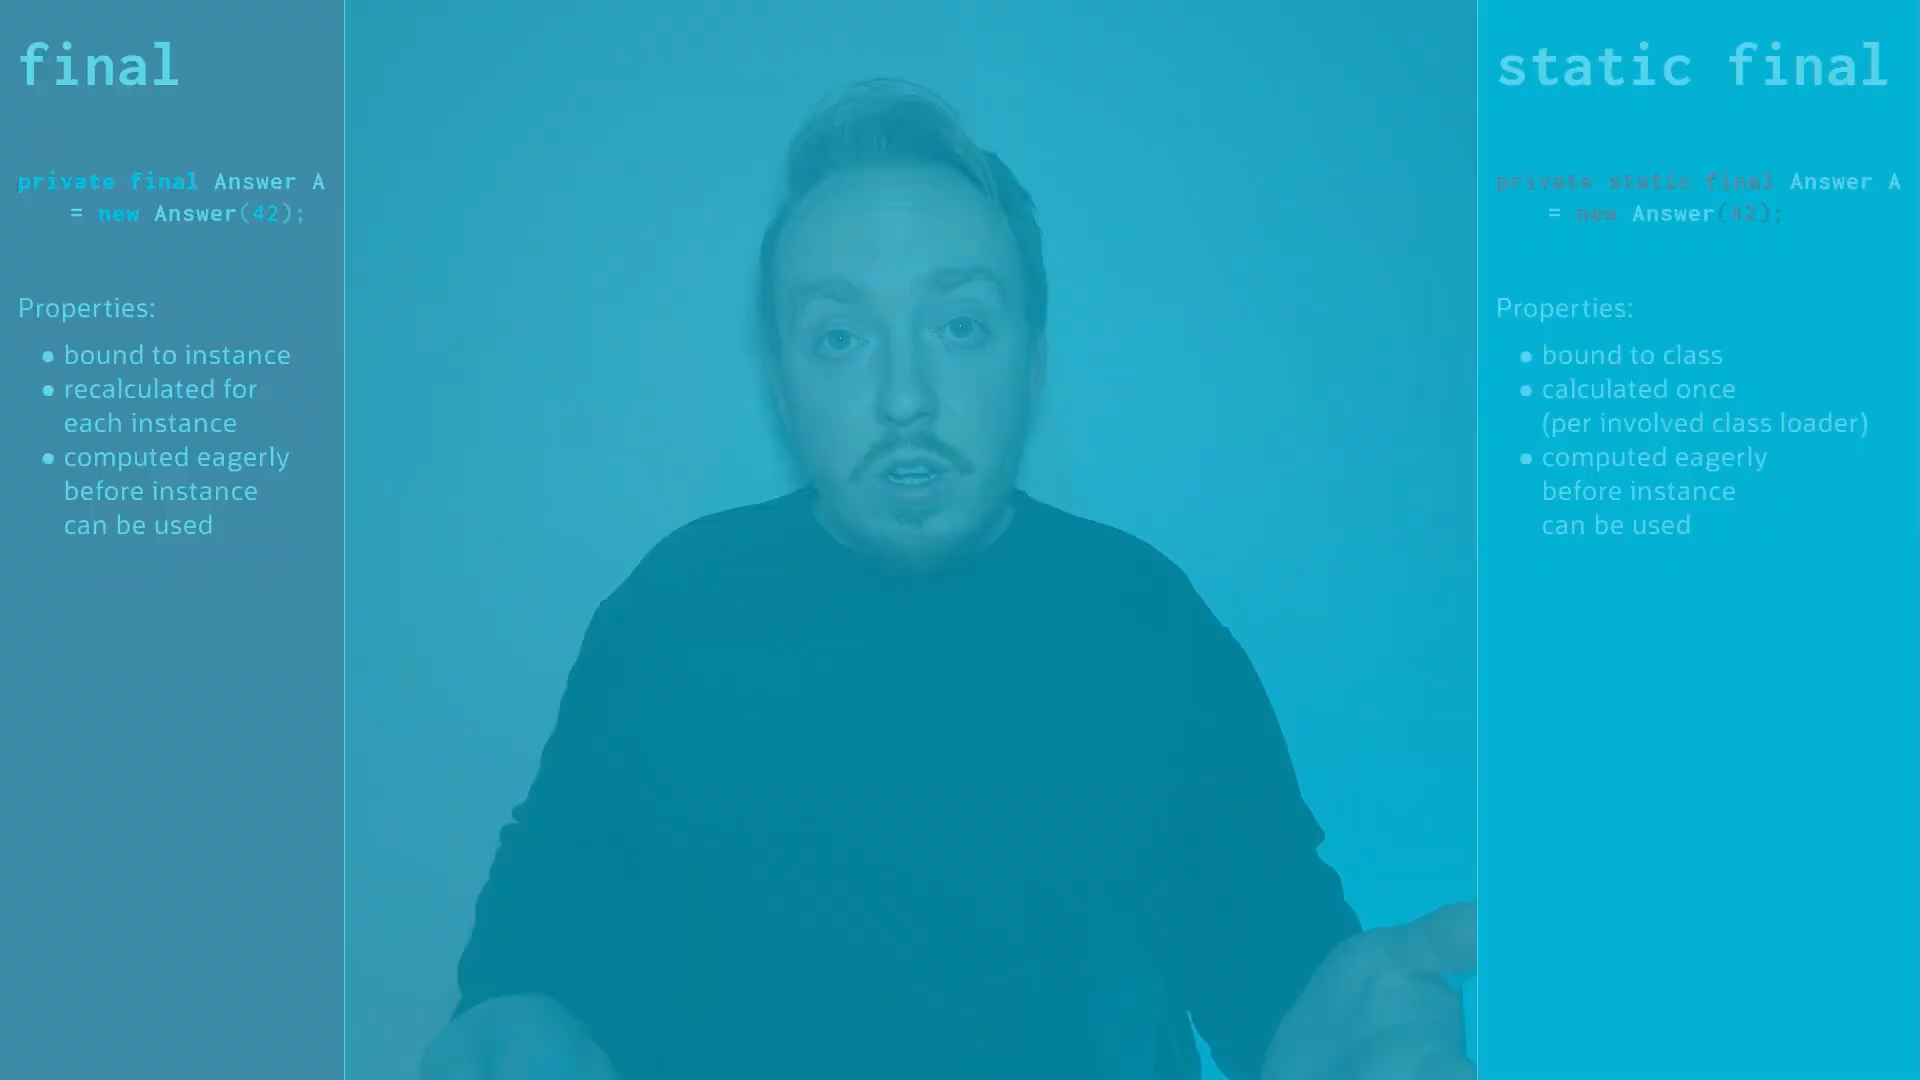 final
private final Answer A
= new Answer(42);
Properties:
• bound to instance
• recalculated for
each instance
• computed eagerly
before instance
can be used
static final
private static final Answer A
= new Answer(42);
Properties:
• bound to class
• calculated once
(per involved class loader)
• computed eagerly
before instance
can be used